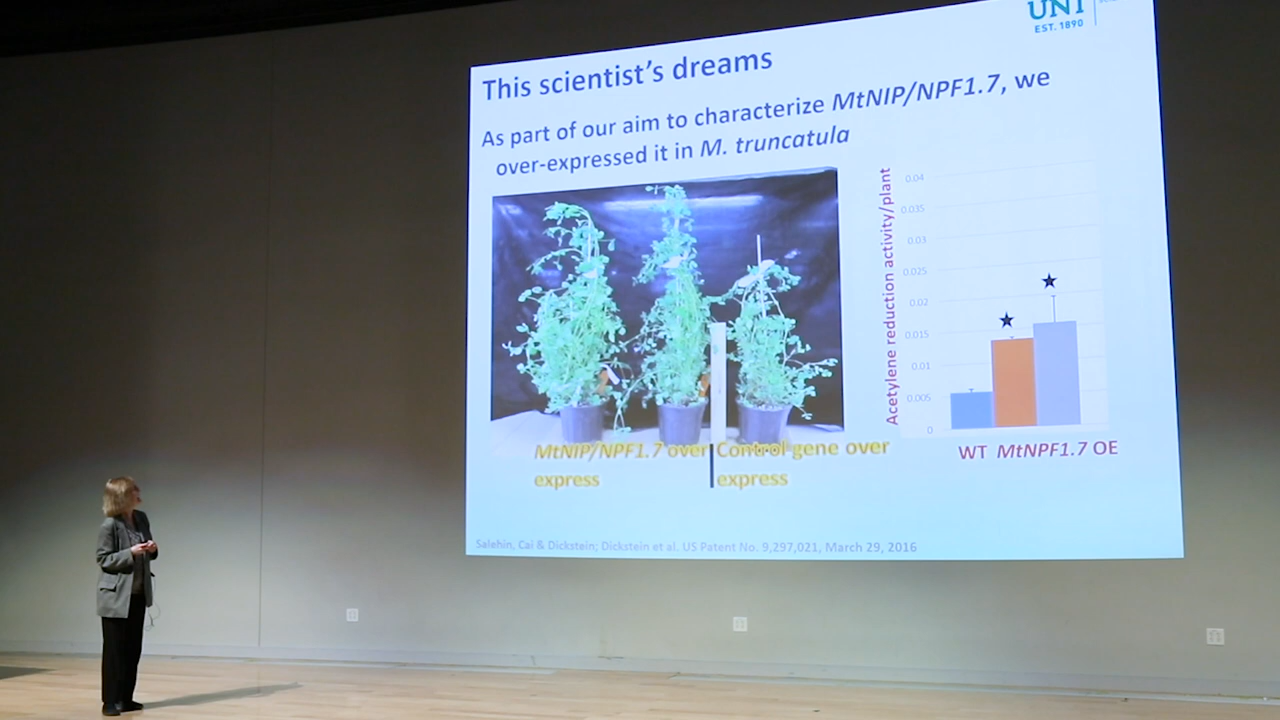 UNT
EST. 1890
This scientist's dreams
As part of our aim to characterize MtNIP/NPF1.7, we
over-expressed it in M. truncatula
Acetylene reduction activity/plant
0.04
0.035
0.03
0.025
0.02
0.015
0.01
0.005
0
WT MtNPF1.7 OE
MtNIP/NPF1.7 over
express
Control gene over
express
Salehin, Cai & Dickstein; Dickstein et al. US Patent No. 9,297,021, March 29, 2016